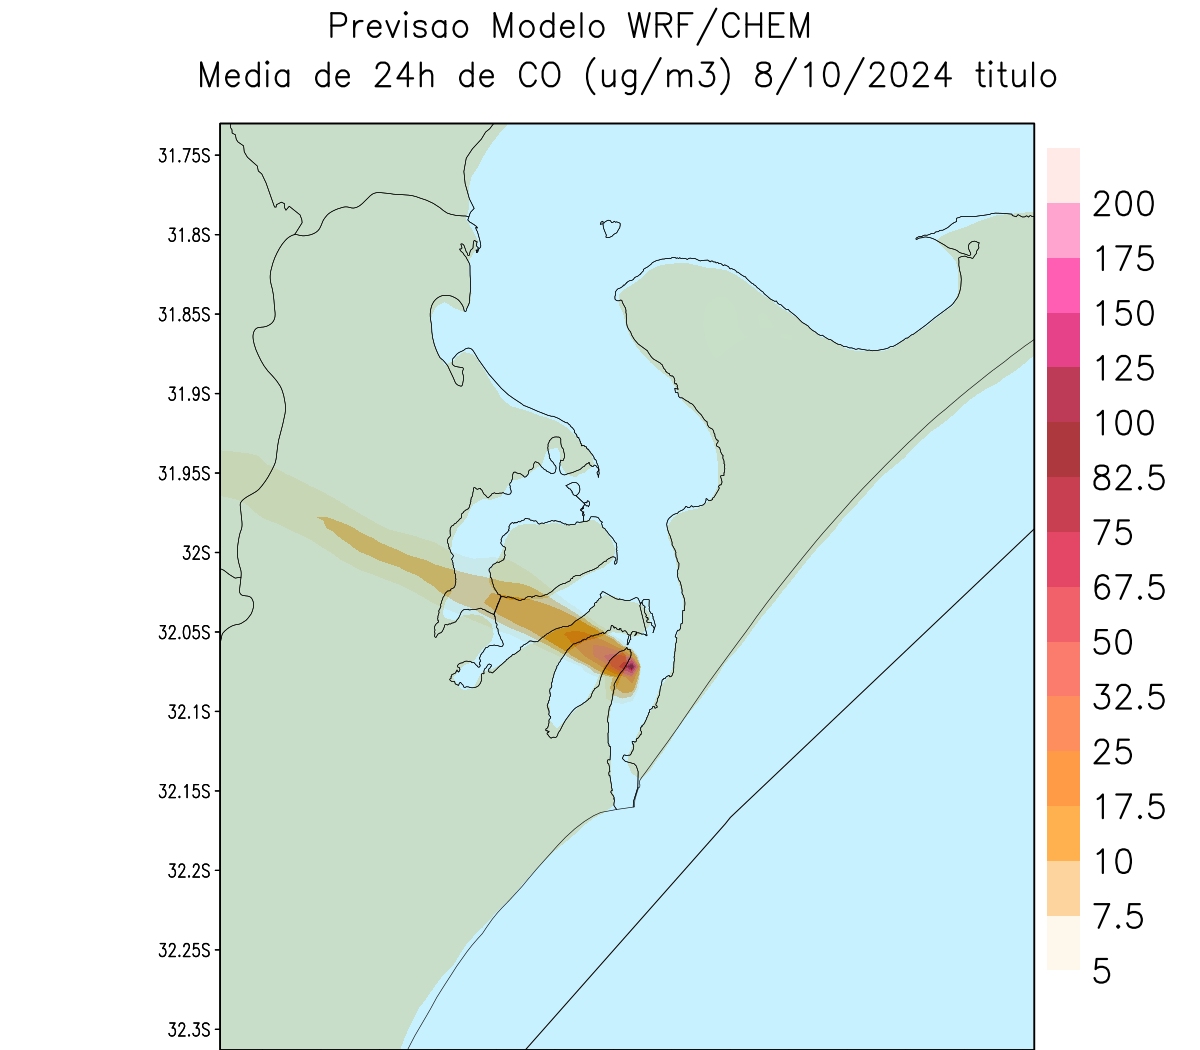 Previsao Modelo WRF/CHEM
Media de 24h de CO (ug/m3) 8/10/2024 titulo
31.75S
31.8S
31.85S
31.9S
31.95S
32S
32.05S
32.1S
32.15S
32.2S
32.25S
32.3S
200
175
150
125
100
82.5
75
67.5
50
32.5
25
17.5
10
7.5
5